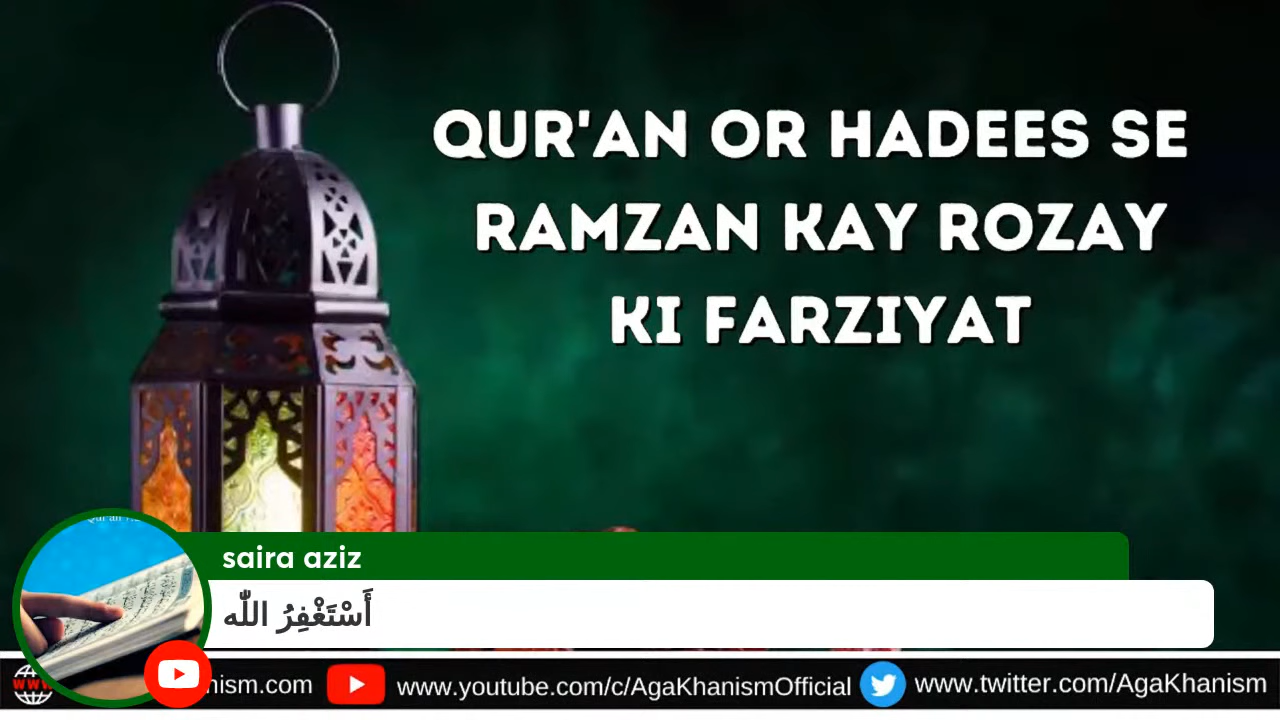 QUR'AN OR HADEES SE
RAMZAN KAY ROZAY
KI FARZIYAT
saira aziz
أَسْتَغْفِرُ اللّٰه
nism.com www.youtube.com/c/AgaKhanismOfficial www.twitter.com/AgaKhanism